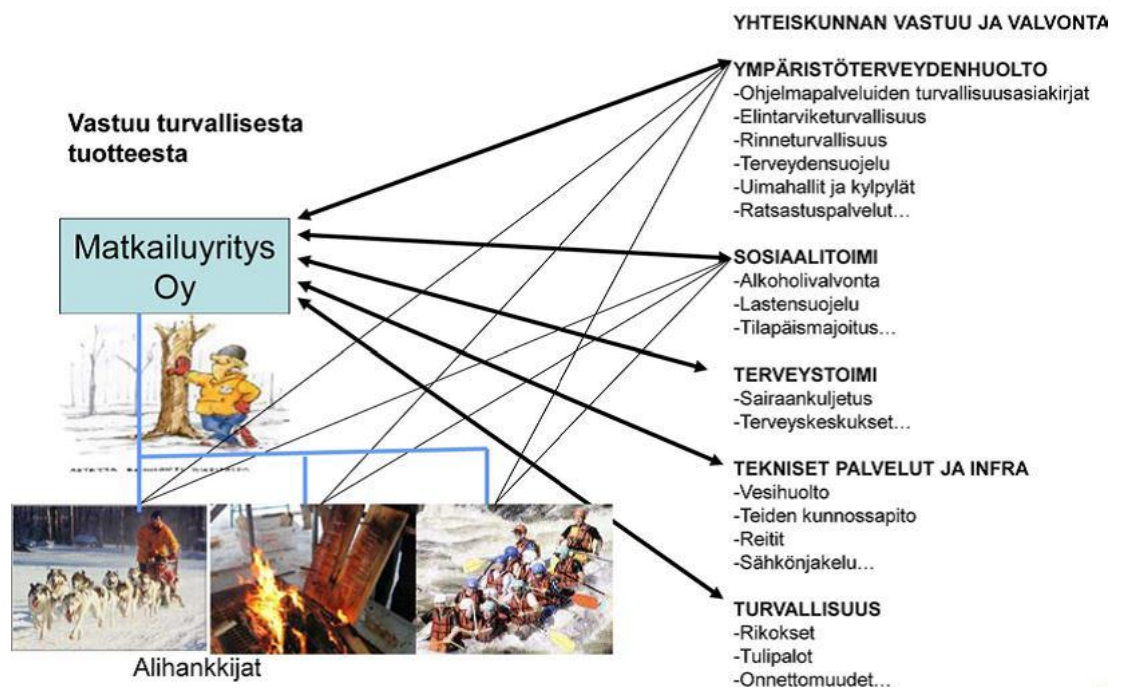 YHTEISKUNNAN VASTUU JA VALVONTA
YMPÄRISTÖTERVEYDENHUOLTO
-Ohjelmapalveluiden turvallisuusasiakirjat
-Elintarviketurvallisuus
-Rinneturvallisuus
-Terveydensuojelu
-Uimahallit ja kylpylät
-Ratsastuspalvelut...
Vastuu turvallisesta
tuotteesta
Matkailuyritys
Oy
SOSIAALITOIMI
-Alkoholivalvonta
-Lastensuojelu
-Tilapäismajoitus...
TERVEYSTOIMI
-Sairaankuljetus
-Terveyskeskukset...
TEKNISET PALVELUT JA INFRA
-Vesihuolto
-Teiden kunnossapito
-Reitit
-Sähkönjakelu...
TURVALLISUUS
-Rikokset
-Tulipalot
-Onnettomuudet...
Alihankkijat